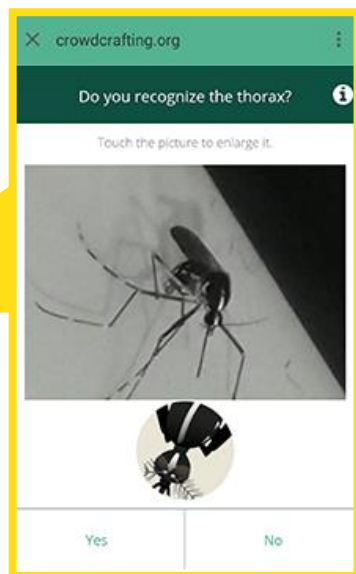 crowdcrafting.org
Do you recognize the thorax?
Touch the picture to enlarge it.
Yes
No